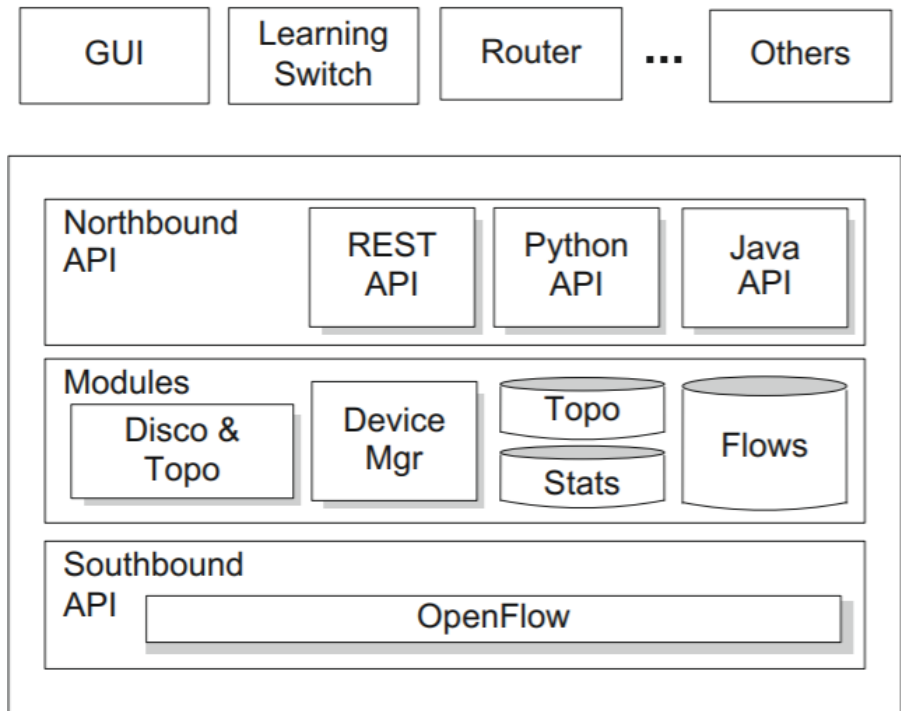 GUI
Learning
Switch
Router
...
Others
Northbound
API
REST
API
Python
API
Java
API
Modules
Disco &
Topo
Device
Mgr
Topo
Stats
Flows
Southbound
API
OpenFlow